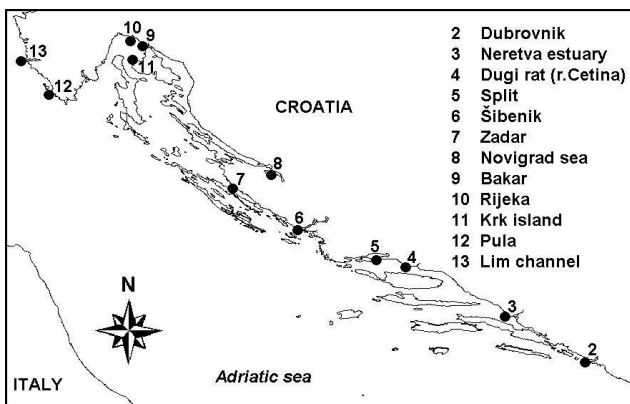 10
9
13
11
12
CROATIA
8
7
6
5
4
3
2
N
ITALY
Adriatic sea
2 Dubrovnik
3 Neretva estuary
4 Dugi rat (r.Cetina)
5 Split
6 Šibenik
7 Zadar
8 Novigrad sea
9 Bakar
10 Rijeka
11 Krk island
12 Pula
13 Lim channel